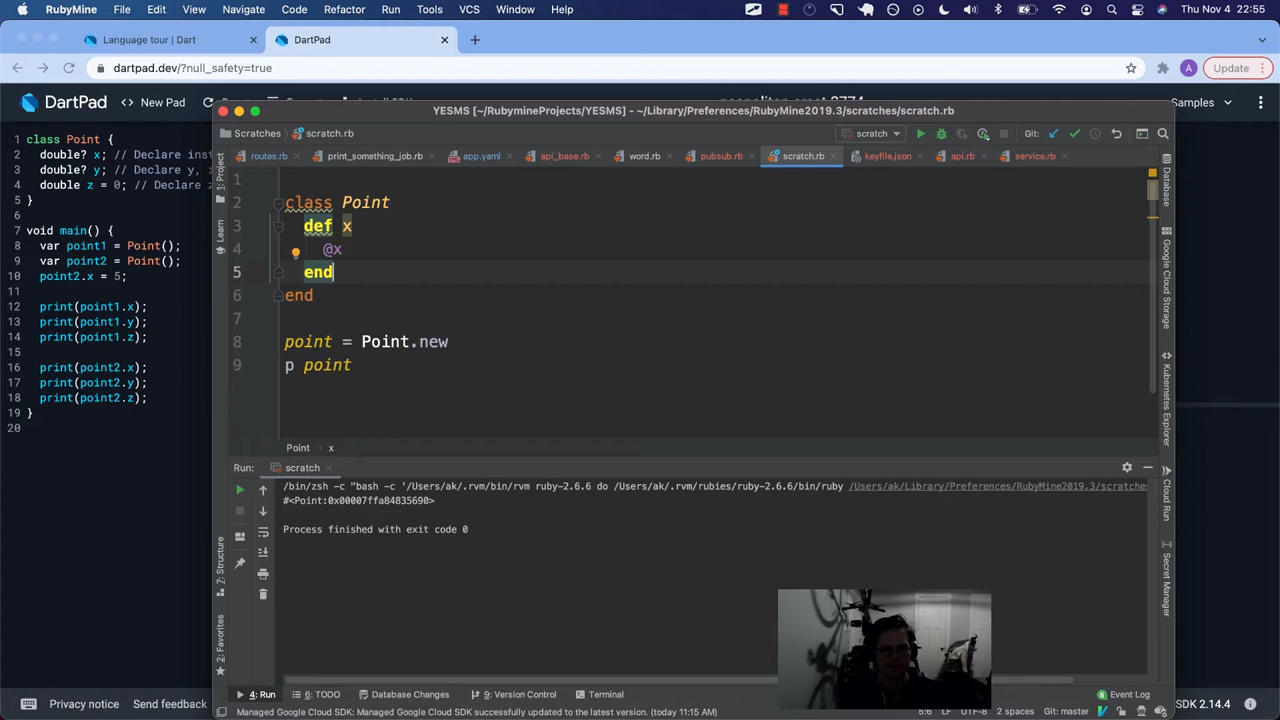 RubyMine File Edit View Navigate Code Refactor Run Tools VCS Window Help Thu Nov 4 22:55
Language tour | Dart DartPad
dartpad.dev/?null_safety=true A Update
DartPad New Pad Samples
YESMS [~/RubymineProjects/YESMS] - ~/Library/Preferences/RubyMine2019.3/scratches/scratch.rb
Scratches scratch.rb scratch Git:
routes.rb print_something_job.rb app.yaml api_base.rb word.rb pubsub.rb scratch.rb keyfile.json api.rb service.rb
1 class Point {
2 double? x; // Declare inst
3 double? y; // Declare y, i
4 double z = 0; // Declare z
5 }
6
7 void main() {
8 var point1 = Point();
9 var point2 = Point();
10 point2.x = 5;
11
12 print(point1.x);
13 print(point1.y);
14 print(point1.z);
15
16 print(point2.x);
17 print(point2.y);
18 print(point2.z);
19 }
20
1: Project
Learn
7: Structure
2: Favorites
1
2 class Point
3 def x
4 @x
5 end
6 end
7
8 point = Point.new
9 p point
Point x
Database
Google Cloud Storage
Kubernetes Explorer
Cloud Run
Secret Manager
Run: scratch
/bin/zsh -c "bash -c '/Users/ak/.rvm/bin/rvm ruby-2.6.6 do /Users/ak/.rvm/rubies/ruby-2.6.6/bin/ruby /Users/ak/Library/Preferences/RubyMine2019.3/scratches
#<Point:0x00007ffa84835690>
Process finished with exit code 0
4: Run 6: TODO Database Changes 9: Version Control Terminal Event Log
Privacy notice Send feedback SDK 2.14.4
Managed Google Cloud SDK: Managed Cloud SDK successfully updated to the latest version. (today 11:15 AM) 5:6 LF UTF-8 2 spaces Git: master